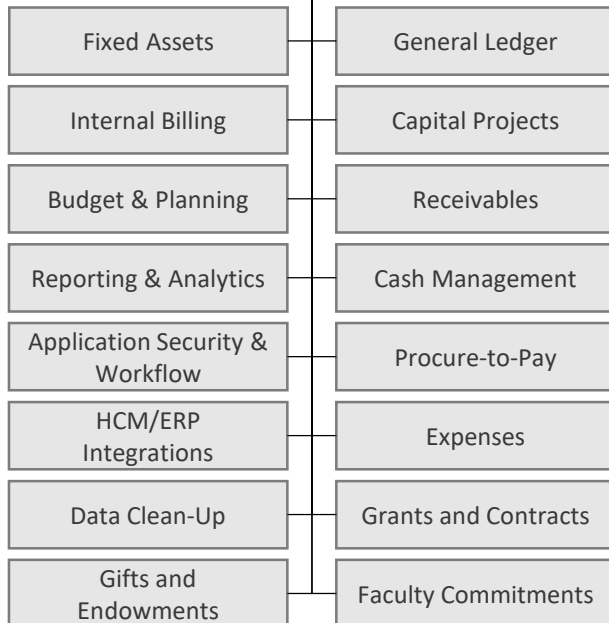 Fixed Assets
General Ledger
Internal Billing
Capital Projects
Budget & Planning
Receivables
Reporting & Analytics
Cash Management
Application Security &
Workflow
Procure-to-Pay
HCM/ERP
Integrations
Expenses
Data Clean-Up
Grants and Contracts
Gifts and
Endowments
Faculty Commitments